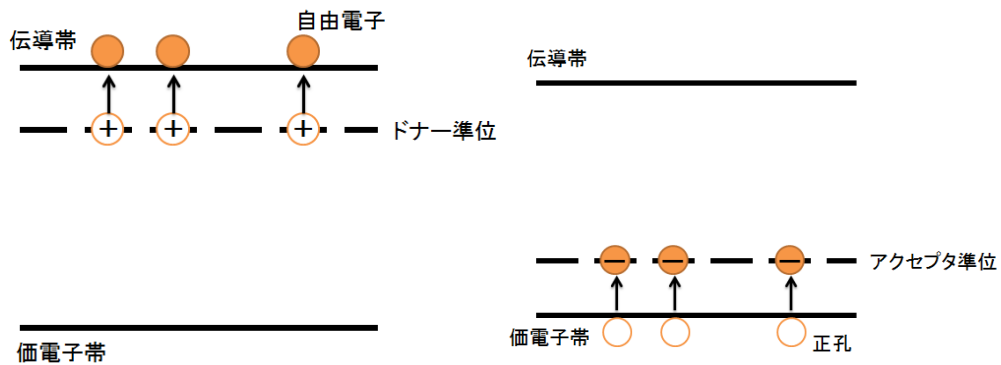 自由電子
伝導帯
+ + +
ドナー準位
価電子帯
伝導帯
− − −
アクセプタ準位
価電子帯
正孔